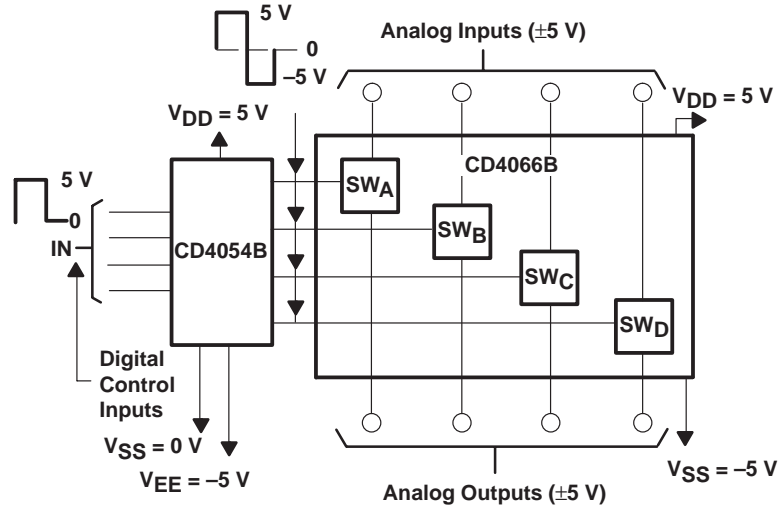 5 V
0
–5 V
Analog Inputs (±5 V)
VDD = 5 V
VDD = 5 V
5 V
0
IN
CD4054B
CD4066B
SWA
SWB
SWC
SWD
Digital
Control
Inputs
VSS = 0 V
VEE = –5 V
VSS = –5 V
Analog Outputs (±5 V)